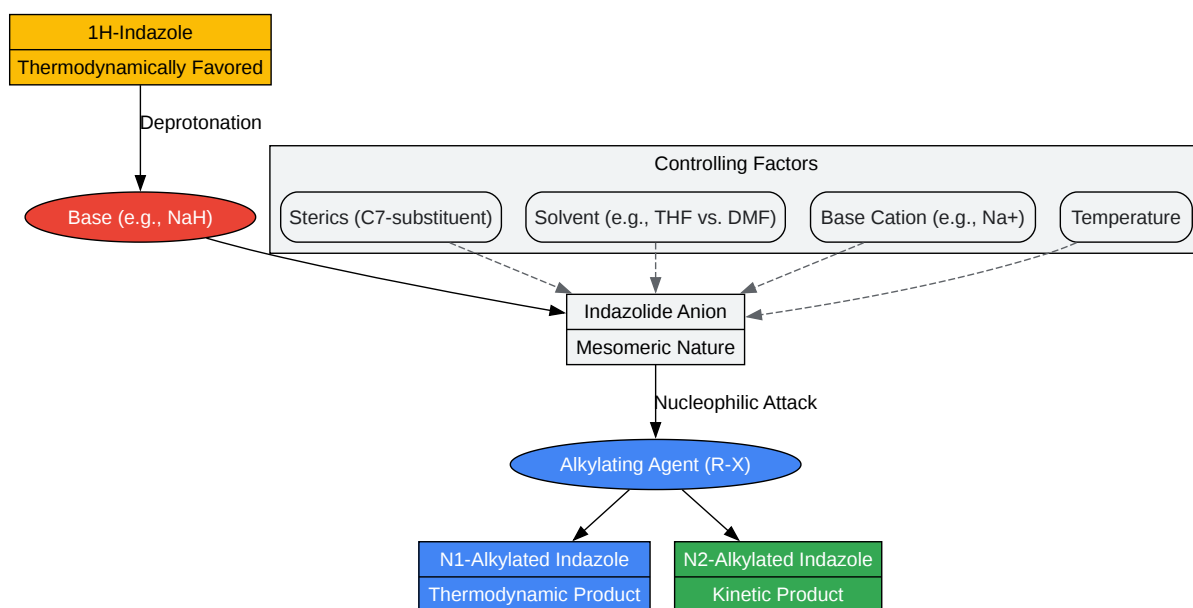 1H-Indazole
Thermodynamically Favored
Deprotonation
Controlling Factors
Base (e.g., NaH)
Sterics (C7-substituent)
Solvent (e.g., THF vs. DMF)
Base Cation (e.g., Na+)
Temperature
Indazolide Anion
Mesomeric Nature
Nucleophilic Attack
Alkylating Agent (R-X)
N1-Alkylated Indazole
Thermodynamic Product
N2-Alkylated Indazole
Kinetic Product